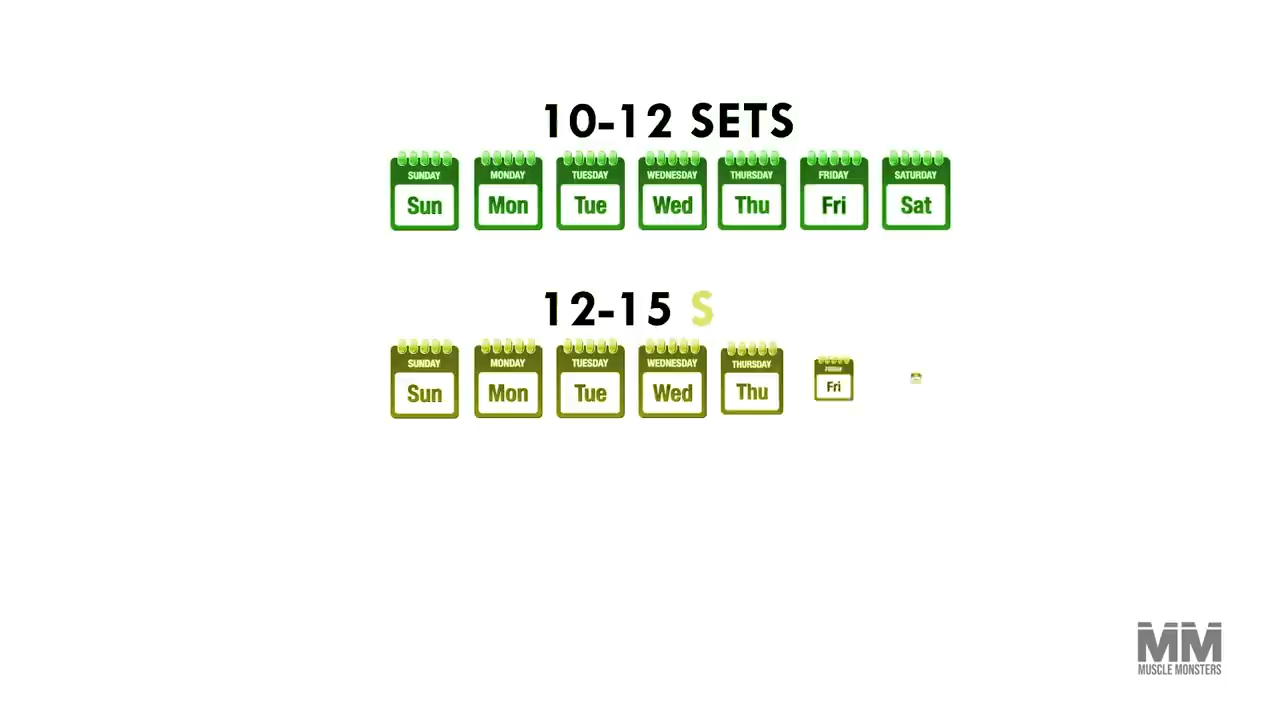 10-12 SETS
SUNDAY MONDAY TUESDAY WEDNESDAY THURSDAY FRIDAY SATURDAY
Sun Mon Tue Wed Thu Fri Sat
12-15 S
SUNDAY MONDAY TUESDAY WEDNESDAY THURSDAY
Sun Mon Tue Wed Thu Fri
MM
MUSCLE MONSTERS